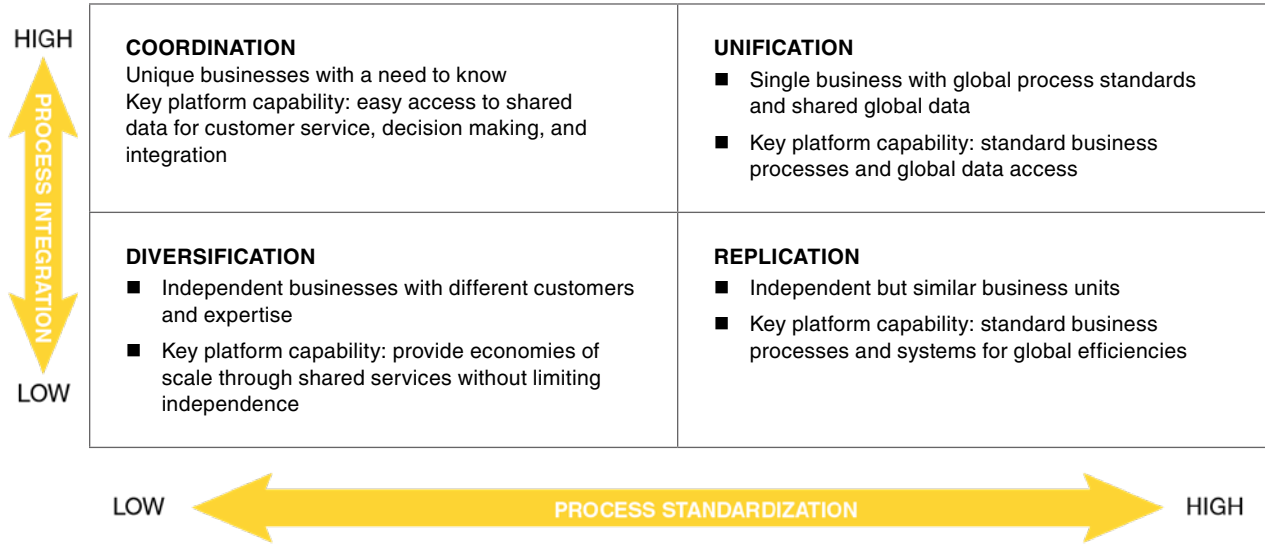 HIGH
PROCESS INTEGRATION
LOW
COORDINATION
Unique businesses with a need to know
Key platform capability: easy access to shared
data for customer service, decision making, and
integration
UNIFICATION
■ Single business with global process standards
and shared global data
■ Key platform capability: standard business
processes and global data access
DIVERSIFICATION
■ Independent businesses with different customers
and expertise
■ Key platform capability: provide economies of
scale through shared services without limiting
independence
REPLICATION
■ Independent but similar business units
■ Key platform capability: standard business
processes and systems for global efficiencies
LOW
PROCESS STANDARDIZATION
HIGH